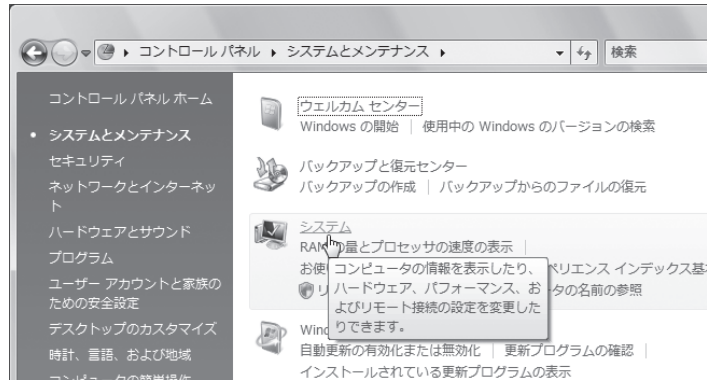 コントロール パネル ▸ システムとメンテナンス ▸
検索
コントロール パネル ホーム
• システムとメンテナンス
セキュリティ
ネットワークとインターネッ
ト
ハードウェアとサウンド
プログラム
ユーザー アカウントと家族の
ための安全設定
デスクトップのカスタマイズ
時計、言語、および地域
コンピュータの簡単操作
ウェルカム センター
Windows の開始 | 使用中の Windows のバージョンの検索
バックアップと復元センター
バックアップの作成 | バックアップからのファイルの復元
システム
RAM の量とプロセッサの速度の表示 |
お使 ペリエンス インデックス基
タの名前の参照
コンピュータの情報を表示したり、
ハードウェア、パフォーマンス、お
よびリモート接続の設定を変更した
りできます。
Wind
自動更新の有効化または無効化 | 更新プログラムの確認 |
インストールされている更新プログラムの表示